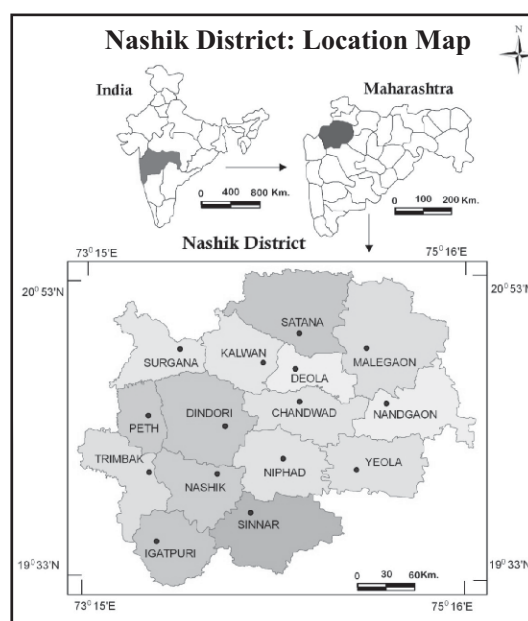 Nashik District: Location Map
N
India
Maharashtra
0 400 800 Km.
0 100 200 Km.
Nashik District
73⁰ 15'E
75⁰ 16'E
20⁰ 53'N
20⁰ 53'N
SATANA
SURGANA
KALWAN
MALEGAON
DEOLA
PETH
DINDORI
CHANDWAD
NANDGAON
TRIMBAK
NIPHAD
YEOLA
NASHIK
SINNAR
IGATPURI
0 30 60Km.
19⁰ 33'N
19⁰ 33'N
73⁰ 15'E
75⁰ 16'E